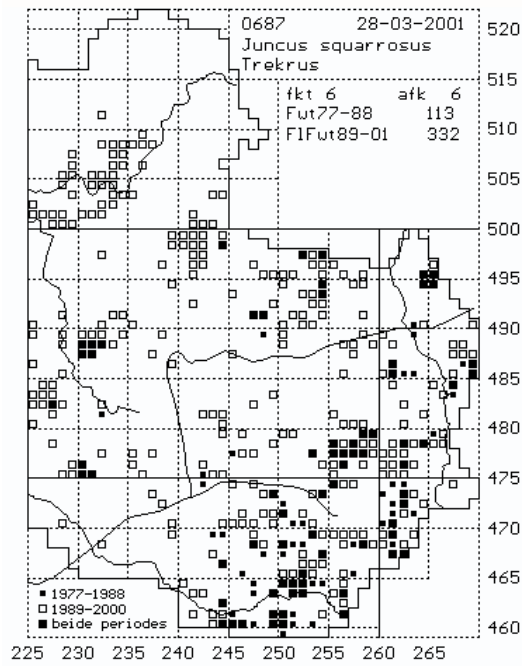 0687 28-03-2001
Juncus squarrosus
Trekrus
fkt 6 afk 6
Fut77-88 113
FlFut89-01 332
520
515
510
505
500
495
490
485
480
475
470
465
460
1977-1988
1989-2000
beide periodes
225 230 235 240 245 250 255 260 265